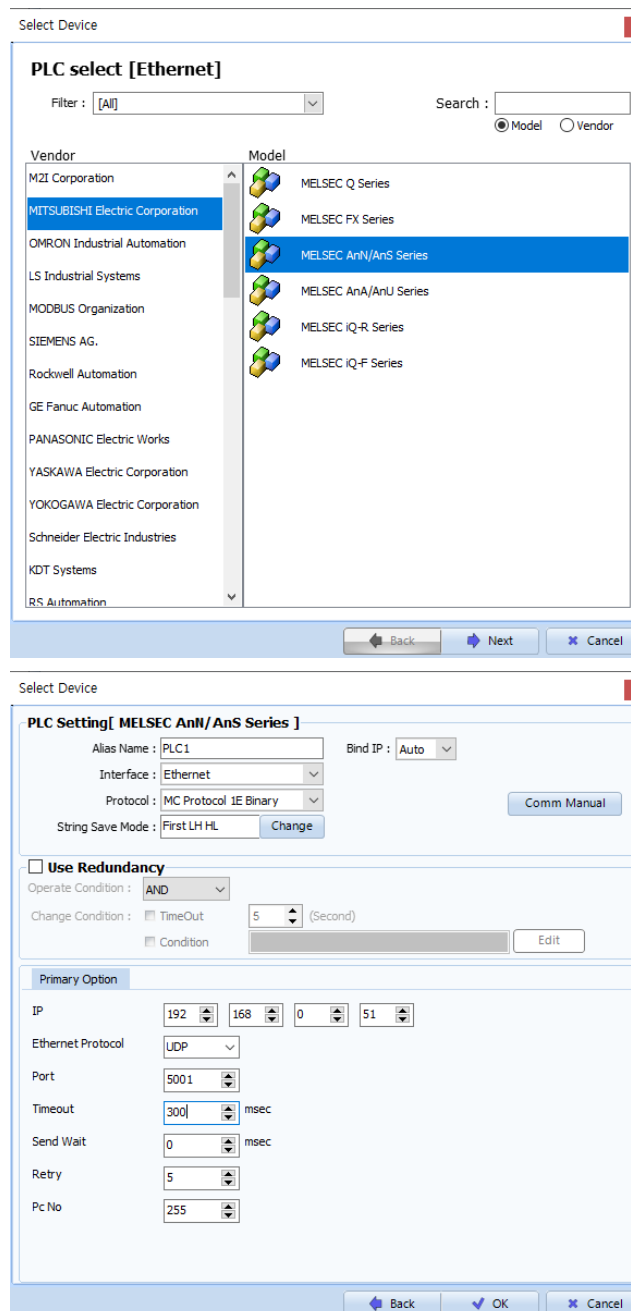 Select Device
PLC select [Ethernet]
Filter : [All]
Search :
Model Vendor
Vendor Model
M2I Corporation
MITSUBISHI Electric Corporation
OMRON Industrial Automation
LS Industrial Systems
MODBUS Organization
SIEMENS AG.
Rockwell Automation
GE Fanuc Automation
PANASONIC Electric Works
YASKAWA Electric Corporation
YOKOGAWA Electric Corporation
Schneider Electric Industries
KDT Systems
RS Automation
MELSEC Q Series
MELSEC FX Series
MELSEC AnN/AnS Series
MELSEC AnA/AnU Series
MELSEC iQ-R Series
MELSEC iQ-F Series
Back Next Cancel
Select Device
PLC Setting[ MELSEC AnN/AnS Series ]
Alias Name : PLC1 Bind IP : Auto
Interface : Ethernet
Protocol : MC Protocol 1E Binary Comm Manual
String Save Mode : First LH HL Change
Use Redundancy
Operate Condition : AND
Change Condition : TimeOut 5 (Second)
Condition Edit
Primary Option
IP 192 168 0 51
Ethernet Protocol UDP
Port 5001
Timeout 300 msec
Send Wait 0 msec
Retry 5
Pc No 255
Back OK Cancel